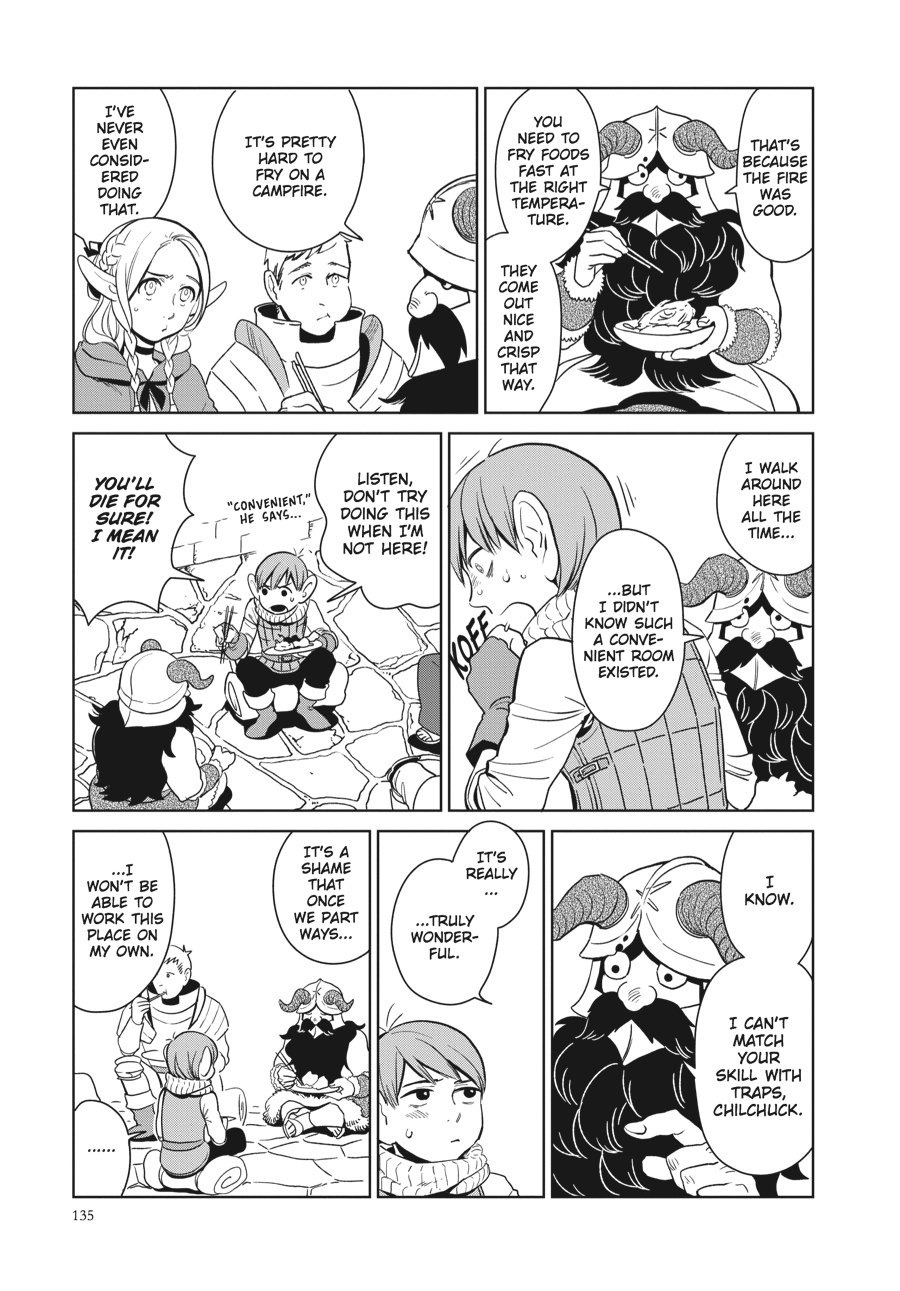 THAT'S
BECAUSE
THE FIRE
WAS
GOOD.
YOU
NEED TO
FRY FOODS
FAST AT
THE RIGHT
TEMPERA-
TURE.
THEY
COME
OUT
NICE
AND
CRISP
THAT
WAY.
IT'S PRETTY
HARD TO
FRY ON A
CAMPFIRE.
I'VE
NEVER
EVEN
CONSID-
ERED
DOING
THAT.
I WALK
AROUND
HERE
ALL THE
TIME...
...BUT
I DIDN'T
KNOW SUCH
A CONVE-
NIENT ROOM
EXISTED.
KOFF
LISTEN,
DON'T TRY
DOING THIS
WHEN I'M
NOT HERE!
"CONVENIENT,"
HE SAYS...
YOU'LL
DIE FOR
SURE!
I MEAN
IT!
I
KNOW.
I CAN'T
MATCH
YOUR
SKILL WITH
TRAPS,
CHILCHUCK.
IT'S
REALLY
...
...TRULY
WONDER-
FUL.
IT'S A
SHAME
THAT
ONCE
WE PART
WAYS...
...I
WON'T BE
ABLE TO
WORK THIS
PLACE ON
MY OWN.
......
135